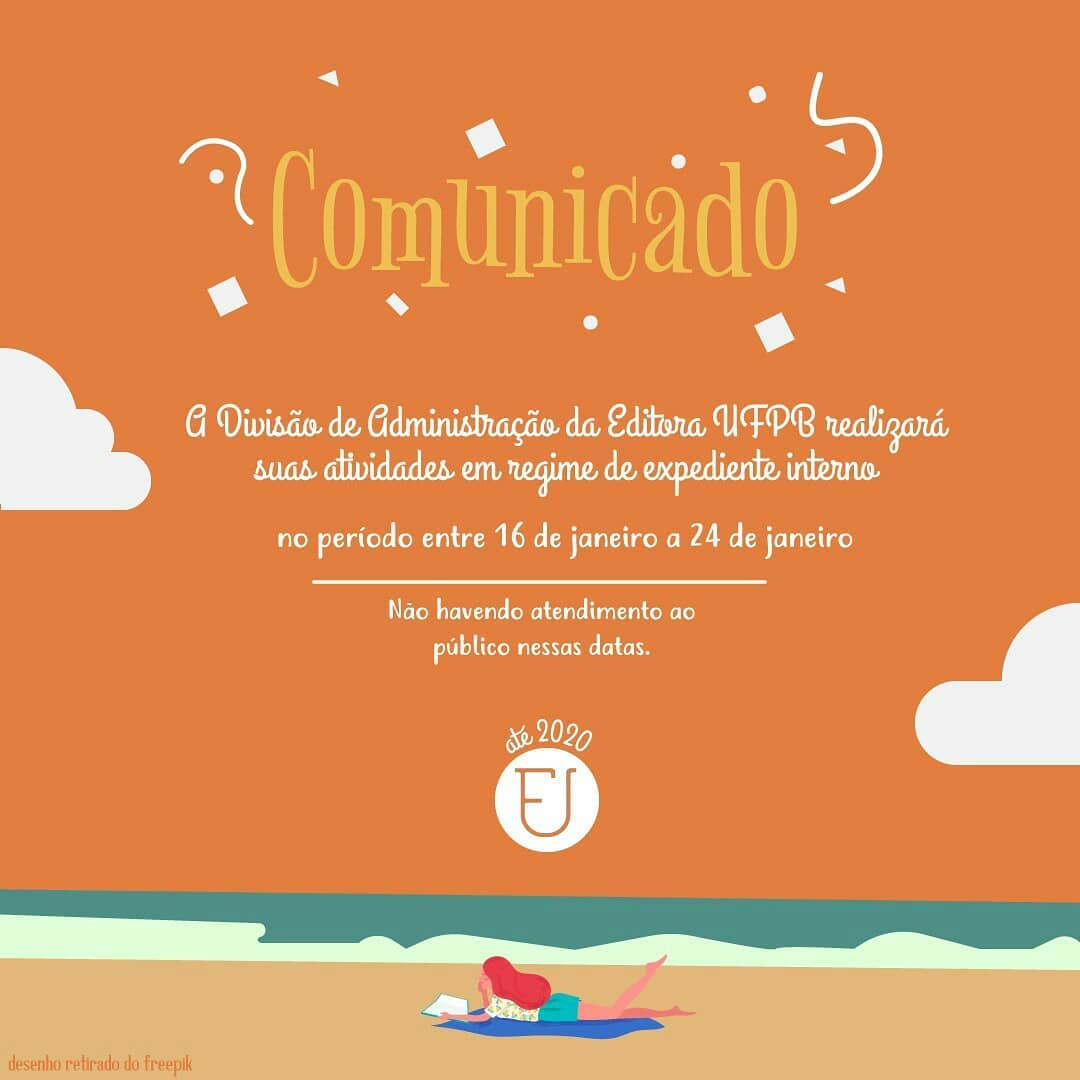 Comunicado
A Divisão de Administração da Editora UFPB realizará
suas atividades em regime de expediente interno
no período entre 16 de janeiro a 24 de janeiro
Não havendo atendimento ao
público nessas datas.
até 2020
EU
desenho retirado do freepik